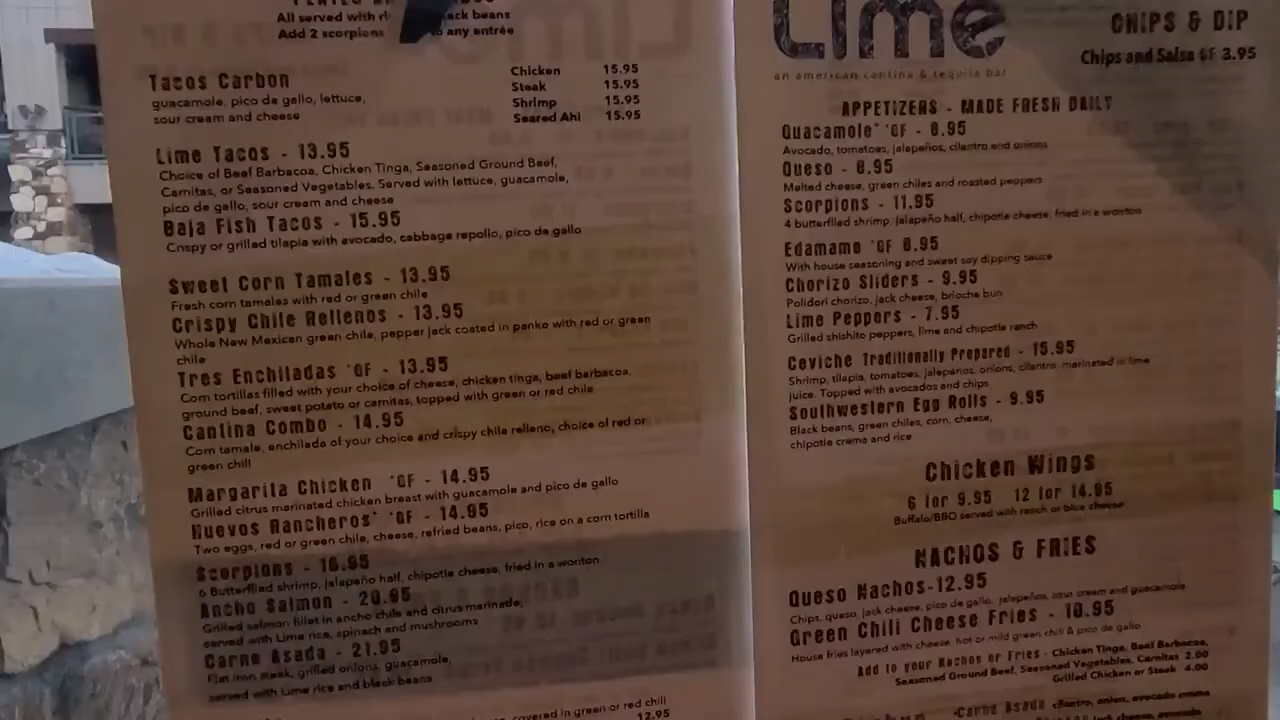 All served with
ack beans
Add 2 scorpions
to any entrée
Tacos Carbon
guacamole, pico de gallo, lettuce,
sour cream and cheese
Chicken 15.95
Steak 15.95
Shrimp 15.95
Seared Ahi 15.95
Lime Tacos - 13.95
Choice of Beef Barbacoa, Chicken Tinga, Seasoned Ground Beef,
Carnitas, or Seasoned Vegetables. Served with lettuce, guacamole,
pico de gallo, sour cream and cheese
Baja Fish Tacos - 15.95
Crispy or grilled tilapia with avocado, cabbage repollo, pico de gallo
Sweet Corn Tamales - 13.95
Fresh corn tamales with red or green chile
Crispy Chile Rellenos - 13.95
Whole New Mexican green chile, pepper jack coated in panko with red or green
chile
Tres Enchiladas *GF - 13.95
Corn tortillas filled with your choice of cheese, chicken tinga, beef barbacoa,
ground beef, sweet potato or carnitas, topped with green or red chile
Cantina Combo - 14.95
Corn tamale, enchilada of your choice and crispy chile relleno, choice of red or
green chili
Margarita Chicken *GF - 14.95
Grilled citrus marinated chicken breast with guacamole and pico de gallo
Huevos Rancheros* *GF - 14.95
Two eggs, red or green chile, cheese, refried beans, pico, rice on a corn tortilla
Scorpions - 16.95
6 Butterflied shrimp, jalapeño half, chipotle cheese, fried in a wonton
Ancho Salmon - 20.95
Grilled salmon fillet in ancho chile and citrus marinade,
served with Lime rice, spinach and mushrooms
Carne Asada - 21.95
Flat iron steak, grilled onions, guacamole,
served with Lime rice and black beans
covered in green or red chili
12.95
Lime
an american cantina & tequila bar
CHIPS & DIP
Chips and Salsa GF 3.95
APPETIZERS - MADE FRESH DAILY
Guacamole* *GF - 8.95
Avocado, tomatoes, jalapeños, cilantro and onions
Queso - 8.95
Melted cheese, green chiles and roasted peppers
Scorpions - 11.95
4 butterflied shrimp, jalapeño half, chipotle cheese, fried in a wonton
Edamame *GF 8.95
With house seasoning and sweet soy dipping sauce
Chorizo Sliders - 9.95
Polidori chorizo, jack cheese, brioche bun
Lime Peppers - 7.95
Grilled shishito peppers, lime and chipotle ranch
Ceviche Traditionally Prepared - 15.95
Shrimp, tilapia, tomatoes, jalepanos, onions, cilantro, marinated in lime
juice. Topped with avocados and chips
Southwestern Egg Rolls - 9.95
Black beans, green chiles, corn, cheese,
chipotle crema and rice
Chicken Wings
6 for 9.95 12 for 14.95
Buffalo/BBQ served with ranch or blue cheese
NACHOS & FRIES
Queso Nachos-12.95
Chips, queso, jack cheese, pico de gallo, jalapeños, sour cream and guacamole
Green Chili Cheese Fries - 10.95
House fries layered with cheese, hot or mild green chili & pico de gallo
Add to your Nachos or Fries - Chicken Tinga, Beef Barbacoa,
Seasoned Ground Beef, Seasoned Vegetables, Carnitas 2.00
Grilled Chicken or Steak 4.00
Carne Asada cilantro, onion, avocado crema
jack cheese, avocado